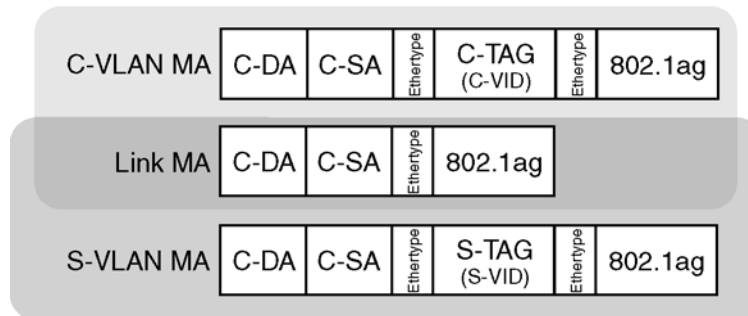 C-VLAN MA C-DA C-SA Ethertype C-TAG (C-VID) Ethertype 802.1ag
Link MA C-DA C-SA Ethertype 802.1ag
S-VLAN MA C-DA C-SA Ethertype S-TAG (S-VID) Ethertype 802.1ag